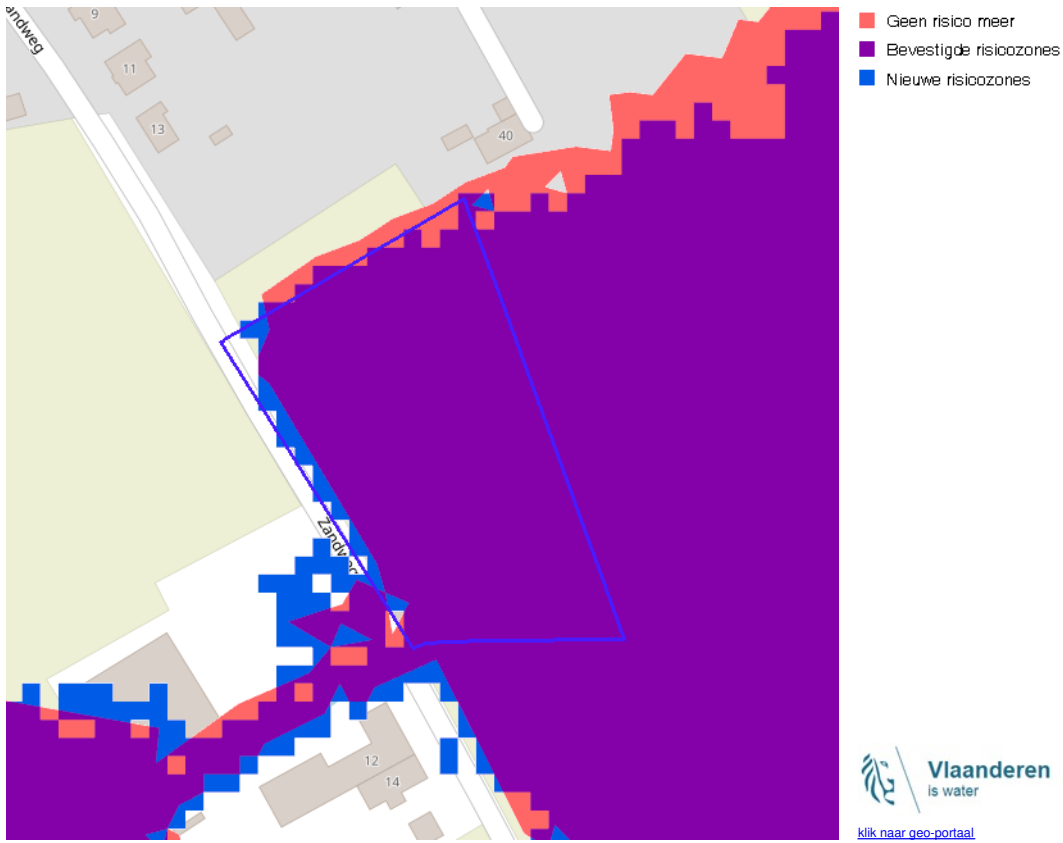 Zandweg
9
11
13
40
Zandweg
12
14
Geen risico meer
Bevestigde risicozones
Nieuwe risicozones
Vlaanderen
is water
klik naar geo-portaal